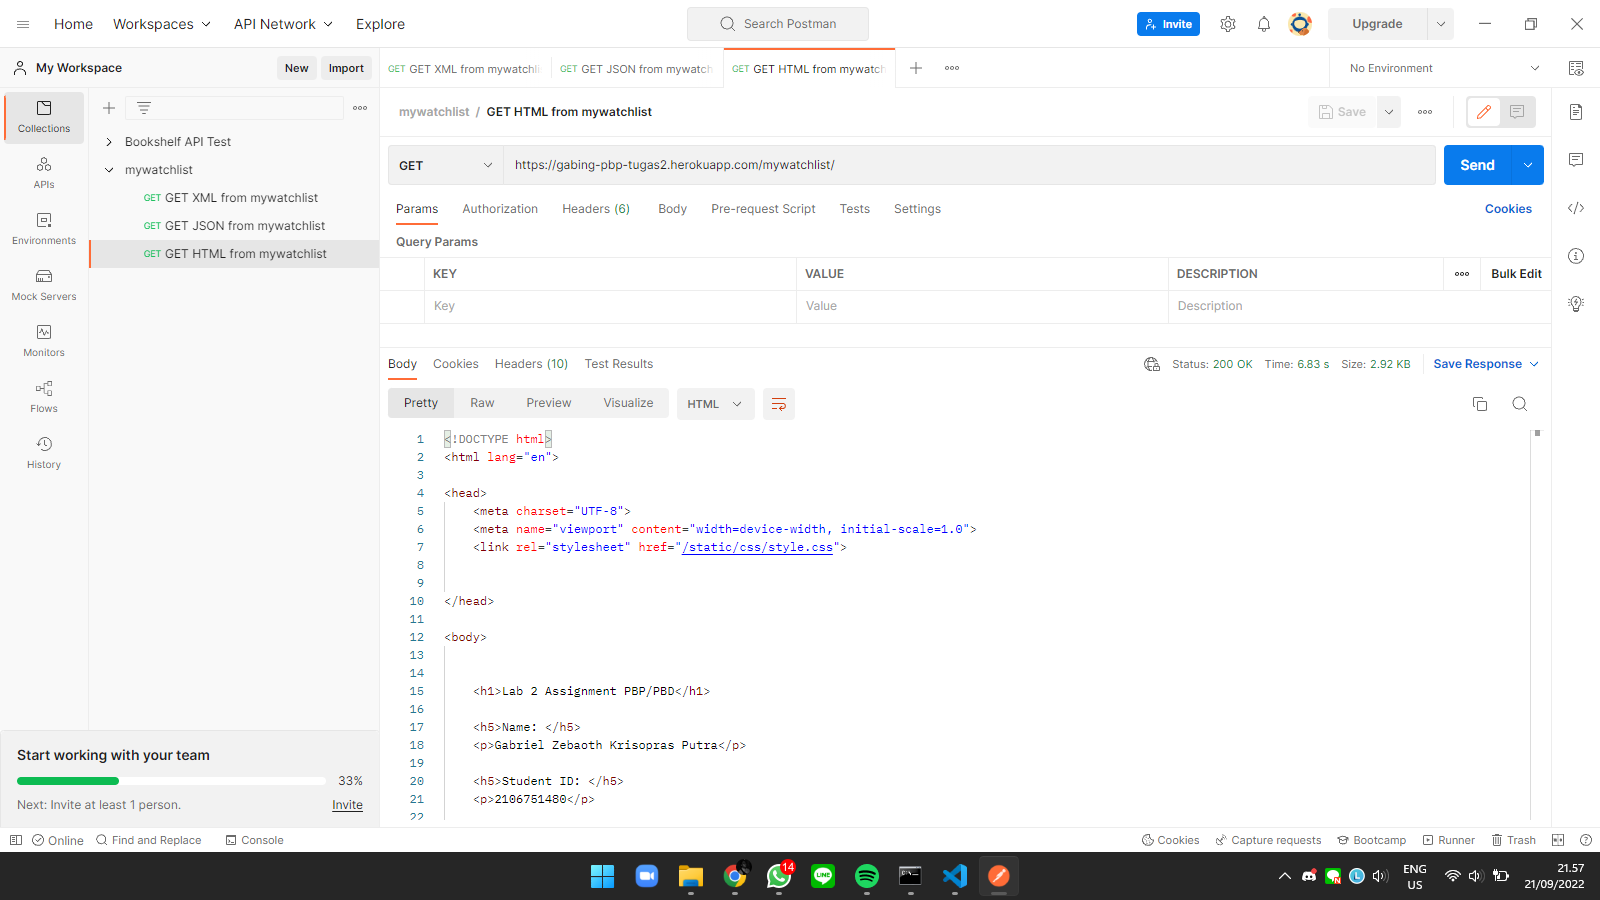 Home Workspaces API Network Explore Search Postman Invite Upgrade
My Workspace New Import
GET GET XML from mywatchli GET GET JSON from mywatch GET GET HTML from mywatch No Environment
Collections
APIs
Environments
Mock Servers
Monitors
Flows
History
Bookshelf API Test
mywatchlist
GET GET XML from mywatchlist
GET GET JSON from mywatchlist
GET GET HTML from mywatchlist
mywatchlist / GET HTML from mywatchlist Save
GET https://gabing-pbp-tugas2.herokuapp.com/mywatchlist/ Send
Params Authorization Headers (6) Body Pre-request Script Tests Settings Cookies
Query Params
KEY VALUE DESCRIPTION Bulk Edit
Key Value Description
Body Cookies Headers (10) Test Results Status: 200 OK Time: 6.83 s Size: 2.92 KB Save Response
Pretty Raw Preview Visualize HTML
1 <!DOCTYPE html>
2 <html lang="en">
3
4 <head>
5 <meta charset="UTF-8">
6 <meta name="viewport" content="width=device-width, initial-scale=1.0">
7 <link rel="stylesheet" href="/static/css/style.css">
8
9
10 </head>
11
12 <body>
13
14
15 <h1>Lab 2 Assignment PBP/PBD</h1>
16
17 <h5>Name: </h5>
18 <p>Gabriel Zebaoth Krisopras Putra</p>
19
20 <h5>Student ID: </h5>
21 <p>2106751480</p>
22
Start working with your team
33%
Next: Invite at least 1 person. Invite
Online Find and Replace Console Cookies Capture requests Bootcamp Runner Trash
14
LINE
ENG
US
21.57
21/09/2022